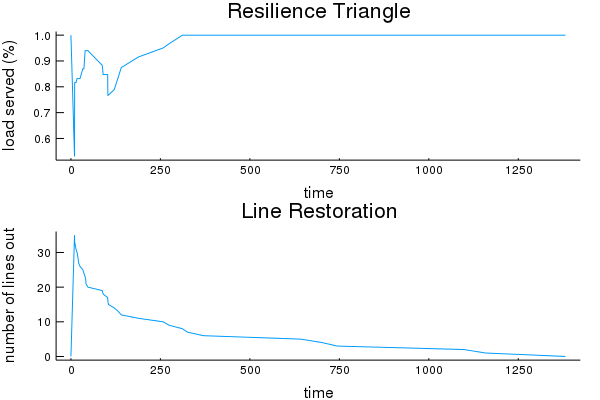 Resilience Triangle
load served (%)
1.0
0.9
0.8
0.7
0.6
0 250 500 750 1000 1250
time
Line Restoration
number of lines out
30
20
10
0
0 250 500 750 1000 1250
time